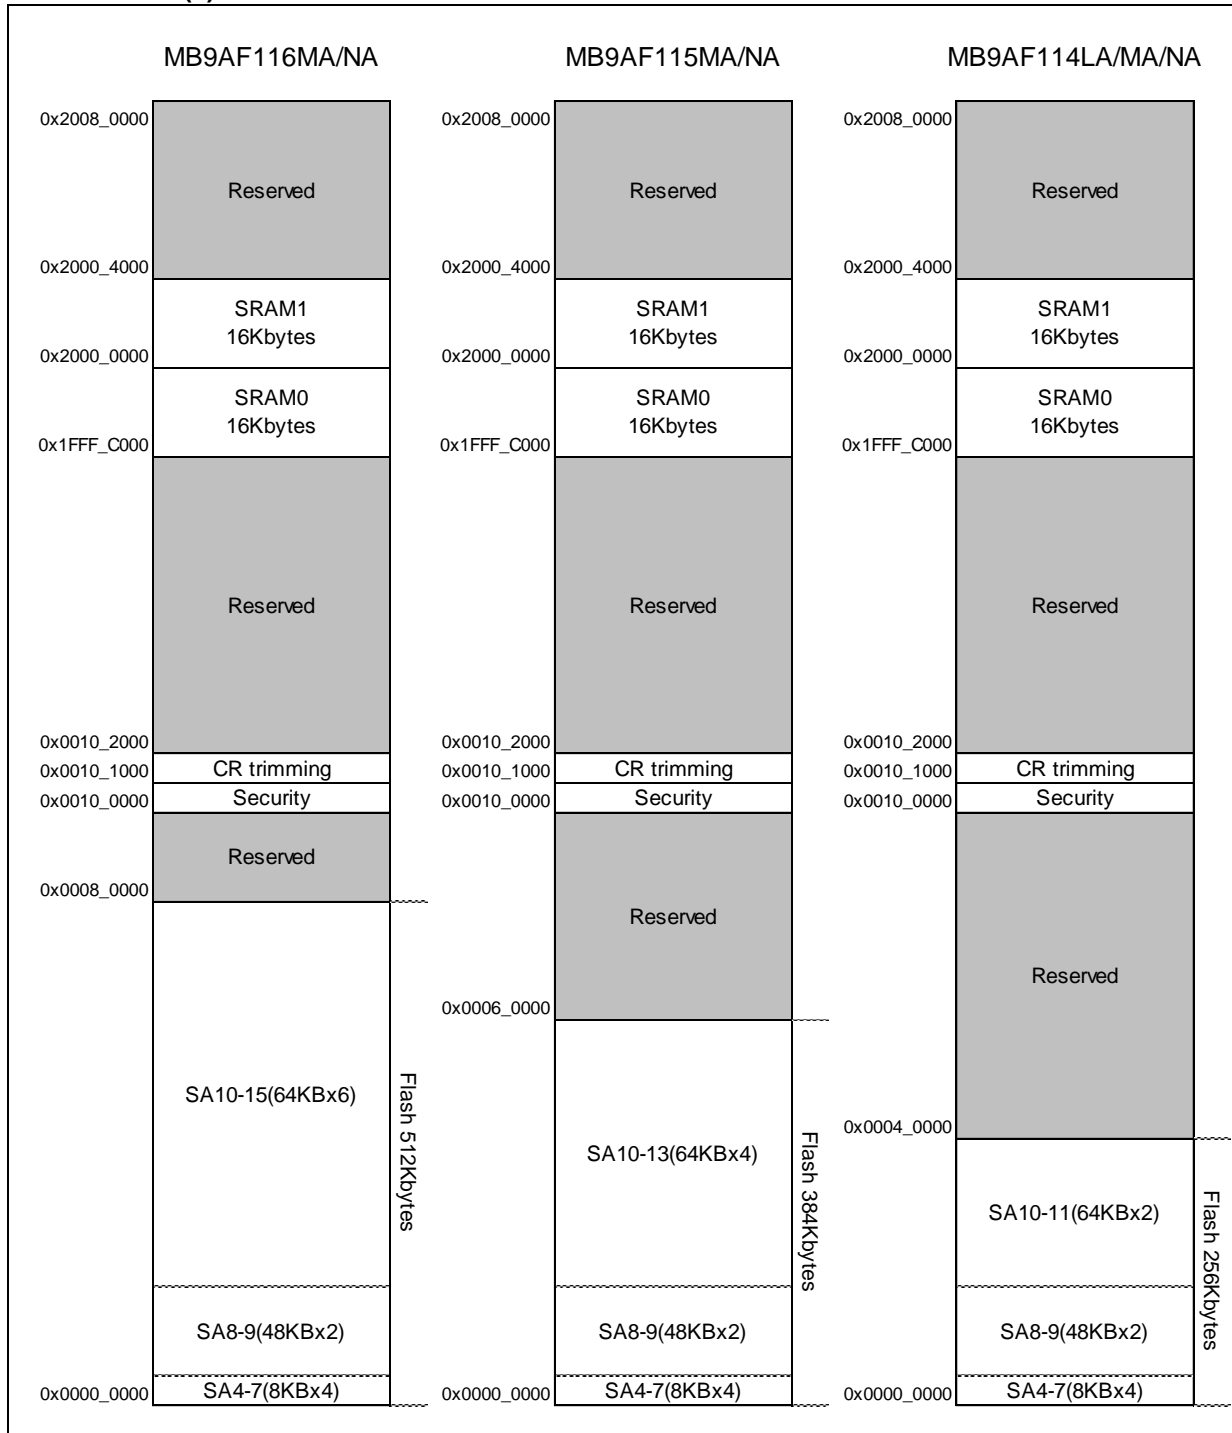 MB9AF116MA/NA
0x2008_0000
Reserved
0x2000_4000
SRAM1
16Kbytes
0x2000_0000
SRAM0
16Kbytes
0x1FFF_C000
Reserved
0x0010_2000
CR trimming
0x0010_1000
Security
0x0010_0000
Reserved
0x0008_0000
SA10-15(64KBx6)
Flash 512Kbytes
SA8-9(48KBx2)
SA4-7(8KBx4)
0x0000_0000
MB9AF115MA/NA
0x2008_0000
Reserved
0x2000_4000
SRAM1
16Kbytes
0x2000_0000
SRAM0
16Kbytes
0x1FFF_C000
Reserved
0x0010_2000
CR trimming
0x0010_1000
Security
0x0010_0000
Reserved
0x0006_0000
SA10-13(64KBx4)
Flash 384Kbytes
SA8-9(48KBx2)
SA4-7(8KBx4)
0x0000_0000
MB9AF114LA/MA/NA
0x2008_0000
Reserved
0x2000_4000
SRAM1
16Kbytes
0x2000_0000
SRAM0
16Kbytes
0x1FFF_C000
Reserved
0x0010_2000
CR trimming
0x0010_1000
Security
0x0010_0000
Reserved
0x0004_0000
SA10-11(64KBx2)
Flash 256Kbytes
SA8-9(48KBx2)
SA4-7(8KBx4)
0x0000_0000